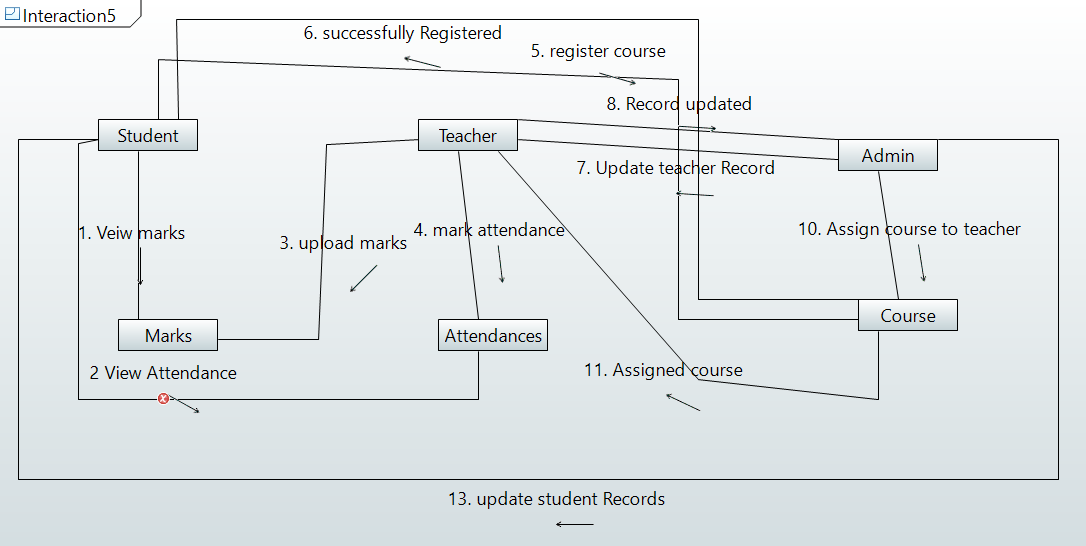 Interaction5
6. successfully Registered
5. register course
8. Record updated
Student
Teacher
Admin
7. Update teacher Record
1. Veiw marks
3. upload marks
4. mark attendance
10. Assign course to teacher
Marks
Attendances
Course
2 View Attendance
11. Assigned course
x
13. update student Records